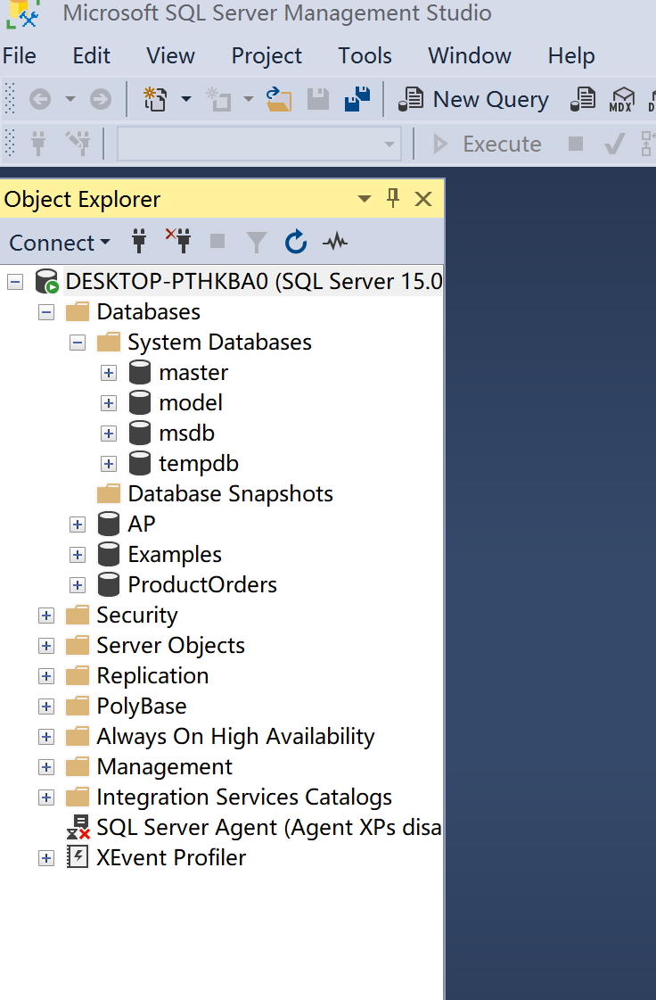 Microsoft SQL Server Management Studio
File Edit View Project Tools Window Help
New Query MDX
Execute
Object Explorer
Connect
DESKTOP-PTHKBA0 (SQL Server 15.0
Databases
System Databases
master
model
msdb
tempdb
Database Snapshots
AP
Examples
ProductOrders
Security
Server Objects
Replication
PolyBase
Always On High Availability
Management
Integration Services Catalogs
SQL Server Agent (Agent XPs disa
XEvent Profiler